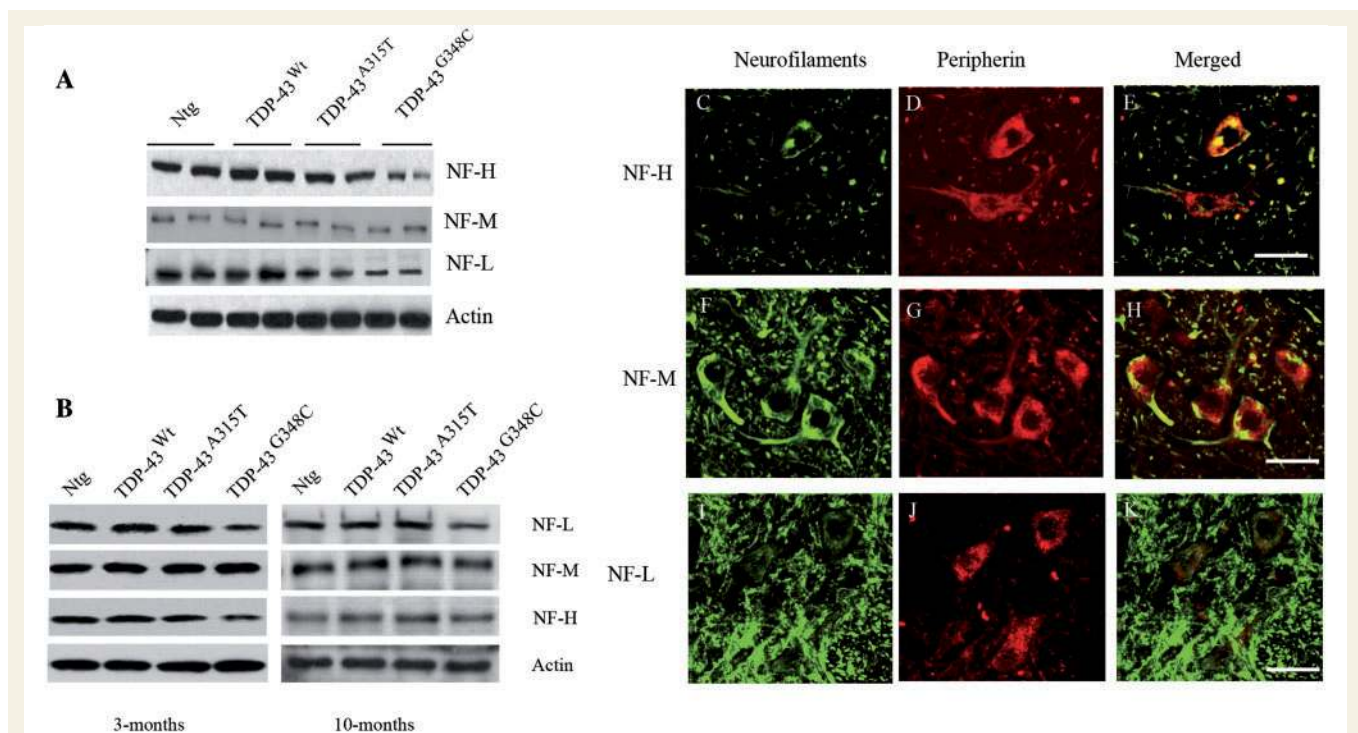 A
Ntg
TDP-43 Wt
TDP-43 A315T
TDP-43 G348C
NF-H
NF-M
NF-L
Actin
B
Ntg
TDP-43 Wt
TDP-43 A315T
TDP-43 G348C
Ntg
TDP-43 Wt
TDP-43 A315T
TDP-43 G348C
NF-L
NF-M
NF-H
Actin
3-months
10-months
Neurofilaments
Peripherin
Merged
NF-H
C
D
E
NF-M
F
G
H
NF-L
I
J
K